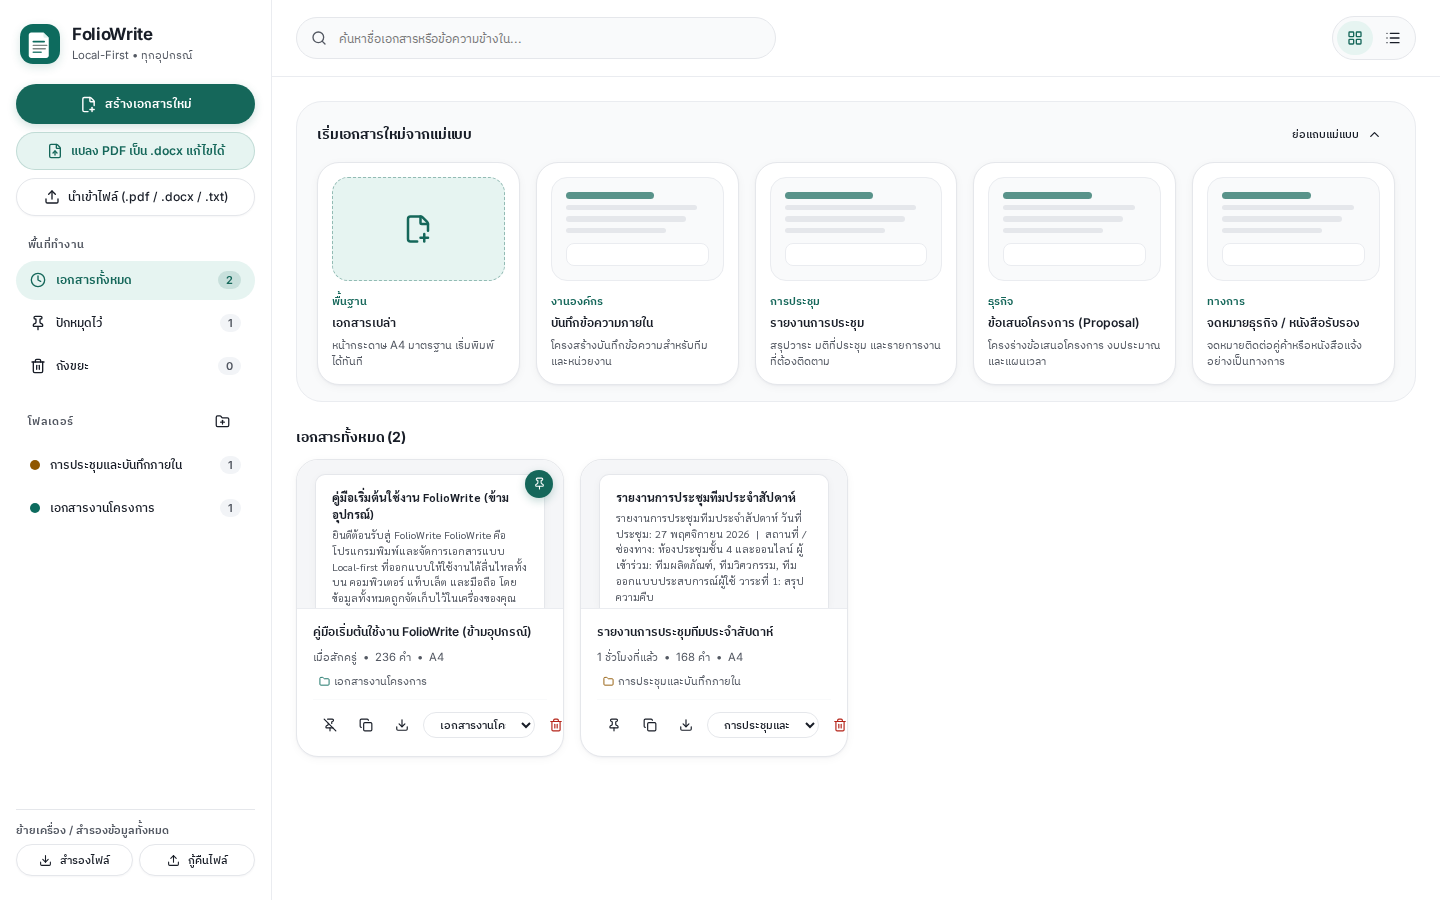 FolioWrite
Local-First • ทุกอุปกรณ์
สร้างเอกสารใหม่
แปลง PDF เป็น .docx แก้ไขได้
นำเข้าไฟล์ (.pdf / .docx / .txt)
พื้นที่ทำงาน
เอกสารทั้งหมด 2
ปักหมุดไว้ 1
ถังขยะ 0
โฟลเดอร์
การประชุมและบันทึกภายใน 1
เอกสารงานโครงการ 1
ย้ายเครื่อง / สำรองข้อมูลทั้งหมด
สำรองไฟล์
กู้คืนไฟล์
ค้นหาชื่อเอกสารหรือข้อความข้างใน...
เริ่มเอกสารใหม่จากแม่แบบ
ย่อแถบแม่แบบ
พื้นฐาน
เอกสารเปล่า
หน้ากระดาษ A4 มาตรฐาน เริ่มพิมพ์
ได้ทันที
งานองค์กร
บันทึกข้อความภายใน
โครงสร้างบันทึกข้อความสำหรับทีม
และหน่วยงาน
การประชุม
รายงานการประชุม
สรุปวาระ มติที่ประชุม และรายการงาน
ที่ต้องติดตาม
ธุรกิจ
ข้อเสนอโครงการ (Proposal)
โครงร่างข้อเสนอโครงการ งบประมาณ
และแผนเวลา
ทางการ
จดหมายธุรกิจ / หนังสือรับรอง
จดหมายติดต่อคู่ค้าหรือหนังสือแจ้ง
อย่างเป็นทางการ
เอกสารทั้งหมด (2)
คู่มือเริ่มต้นใช้งาน FolioWrite (ข้าม
อุปกรณ์)
ยินดีต้อนรับสู่ FolioWrite FolioWrite คือ
โปรแกรมพิมพ์และจัดการเอกสารแบบ
Local-first ที่ออกแบบให้ใช้งานได้ลื่นไหลทั้ง
บน คอมพิวเตอร์ แท็บเล็ต และมือถือ โดย
ข้อมูลทั้งหมดถูกจัดเก็บไว้ในเครื่องของคุณ
คู่มือเริ่มต้นใช้งาน FolioWrite (ข้ามอุปกรณ์)
เมื่อสักครู่ • 236 คำ • A4
เอกสารงานโครงการ
เอกสารงานโค
รายงานการประชุมทีมประจำสัปดาห์
รายงานการประชุมทีมประจำสัปดาห์ วันที่
ประชุม: 27 พฤศจิกายน 2026 | สถานที่ /
ช่องทาง: ห้องประชุมชั้น 4 และออนไลน์ ผู้
เข้าร่วม: ทีมผลิตภัณฑ์, ทีมวิศวกรรม, ทีม
ออกแบบประสบการณ์ผู้ใช้ วาระที่ 1: สรุป
ความคืบ
รายงานการประชุมทีมประจำสัปดาห์
1 ชั่วโมงที่แล้ว • 168 คำ • A4
การประชุมและบันทึกภายใน
การประชุมและ